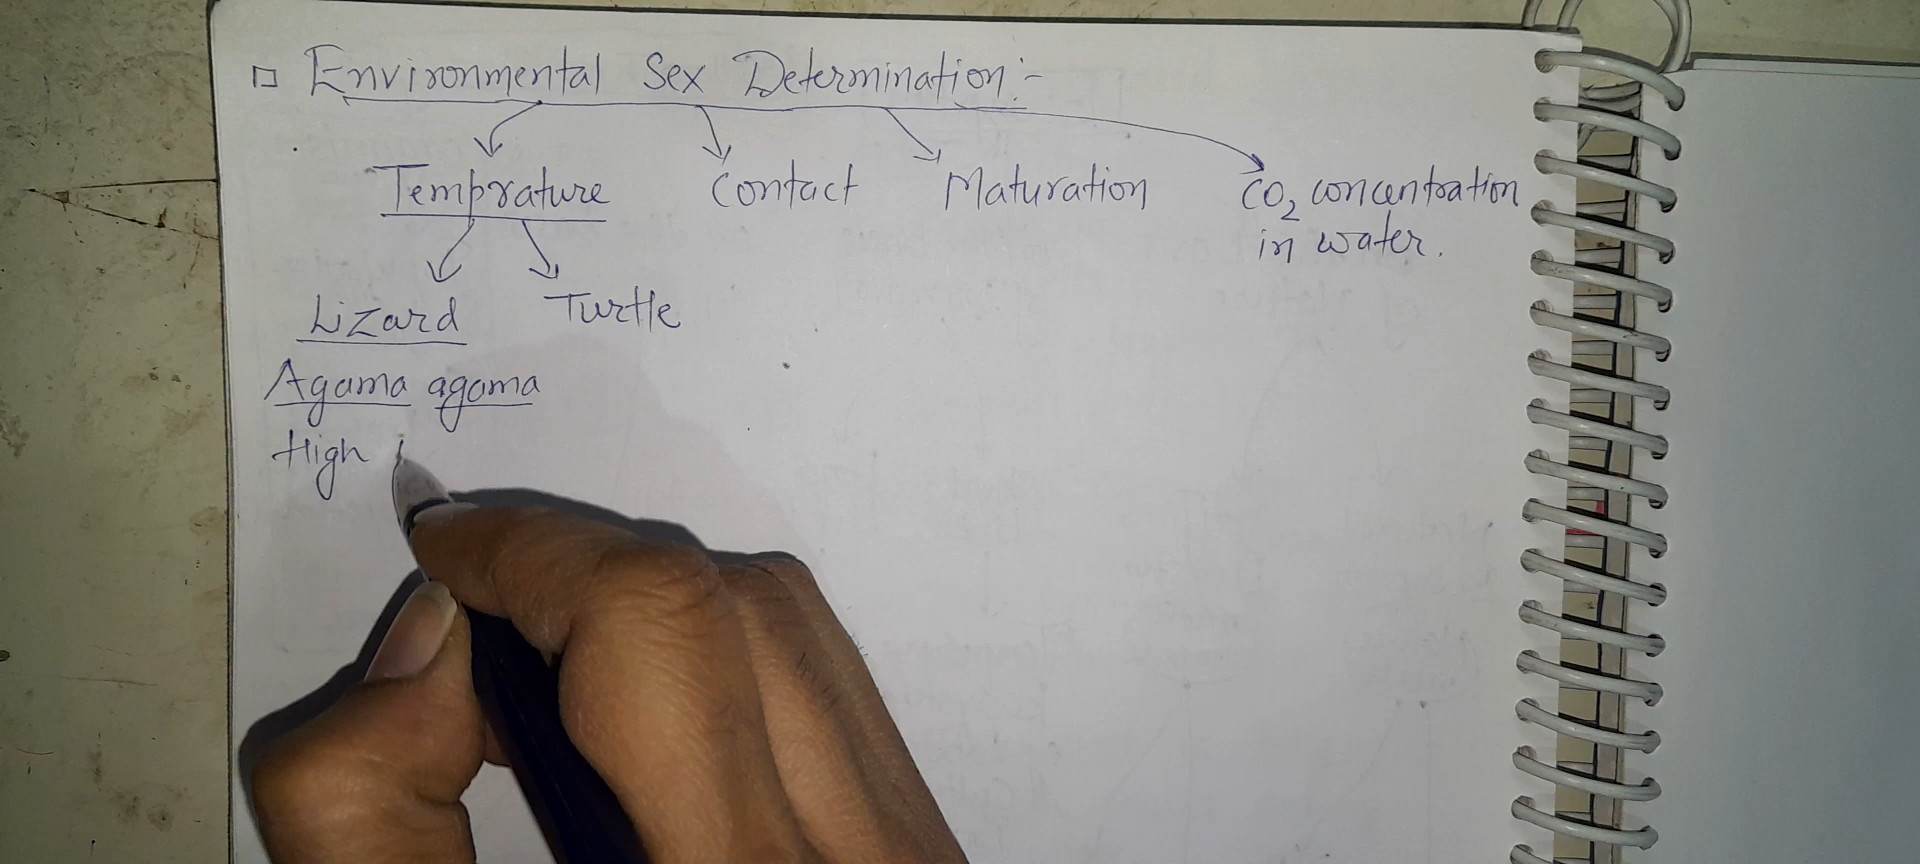 Environmental Sex Determination :-
Temprature Contact Maturation CO₂ concentration
in water.
Lizard Turtle
Agama agama
High